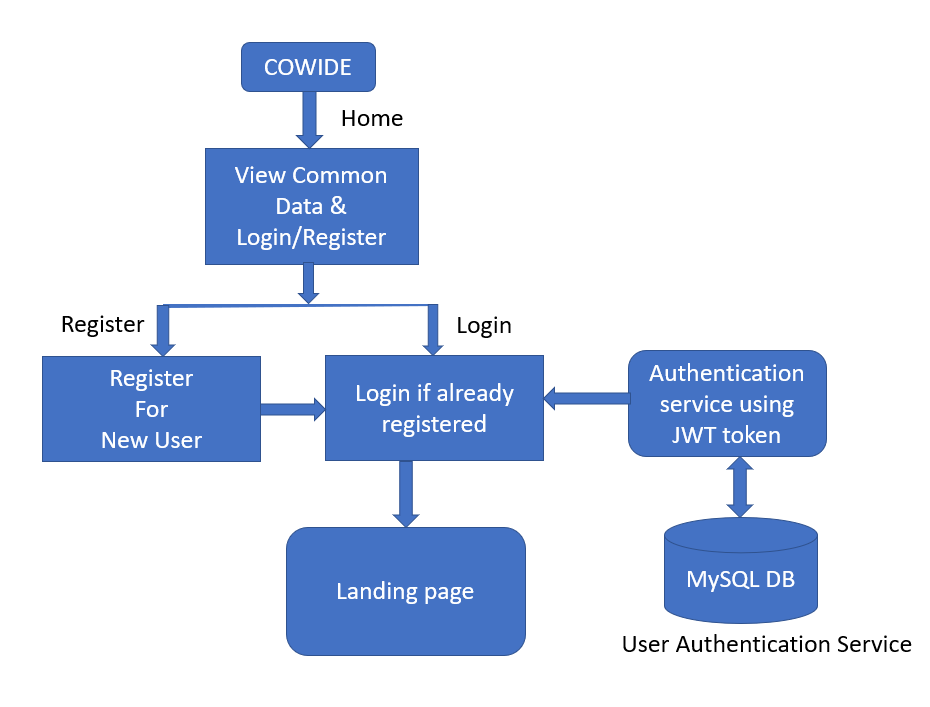 COWIDE
Home
View Common
Data &
Login/Register
Register
Login
Register
For
New User
Login if already
registered
Authentication
service using
JWT token
Landing page
MySQL DB
User Authentication Service